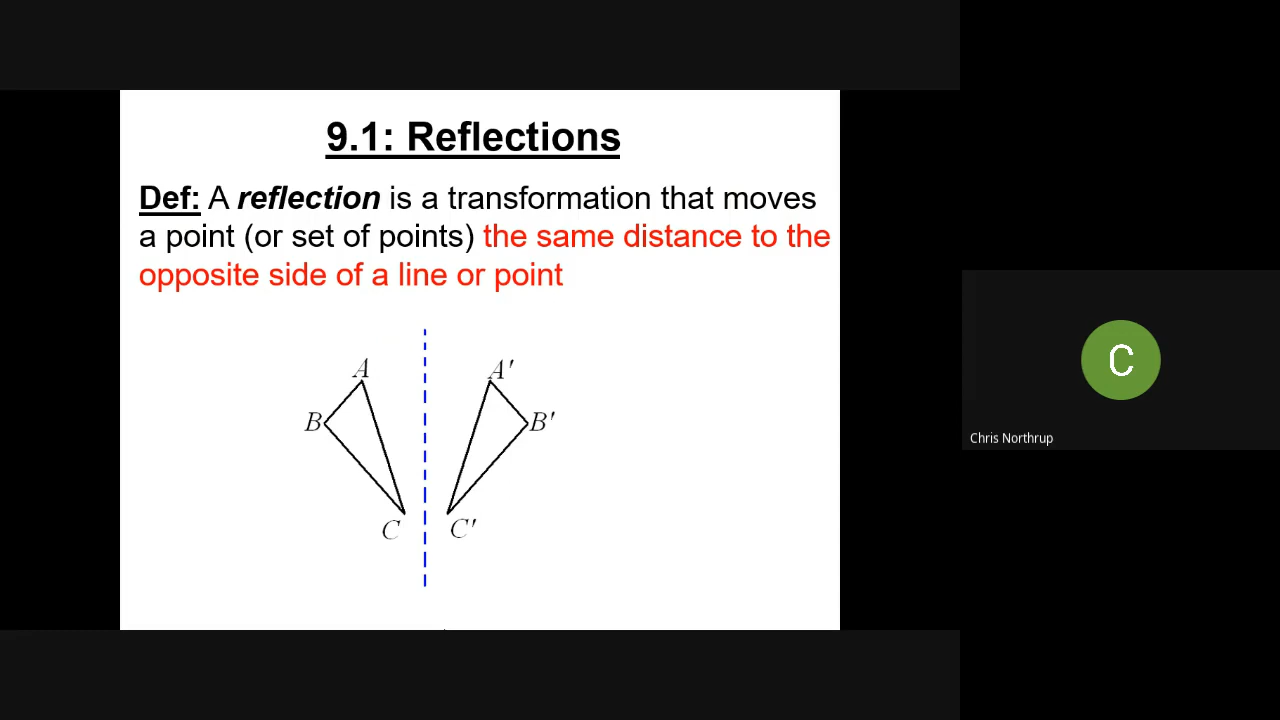 9.1: Reflections
Def: A reflection is a transformation that moves
a point (or set of points) the same distance to the
opposite side of a line or point
A A'
B B'
C C'
C
Chris Northrup